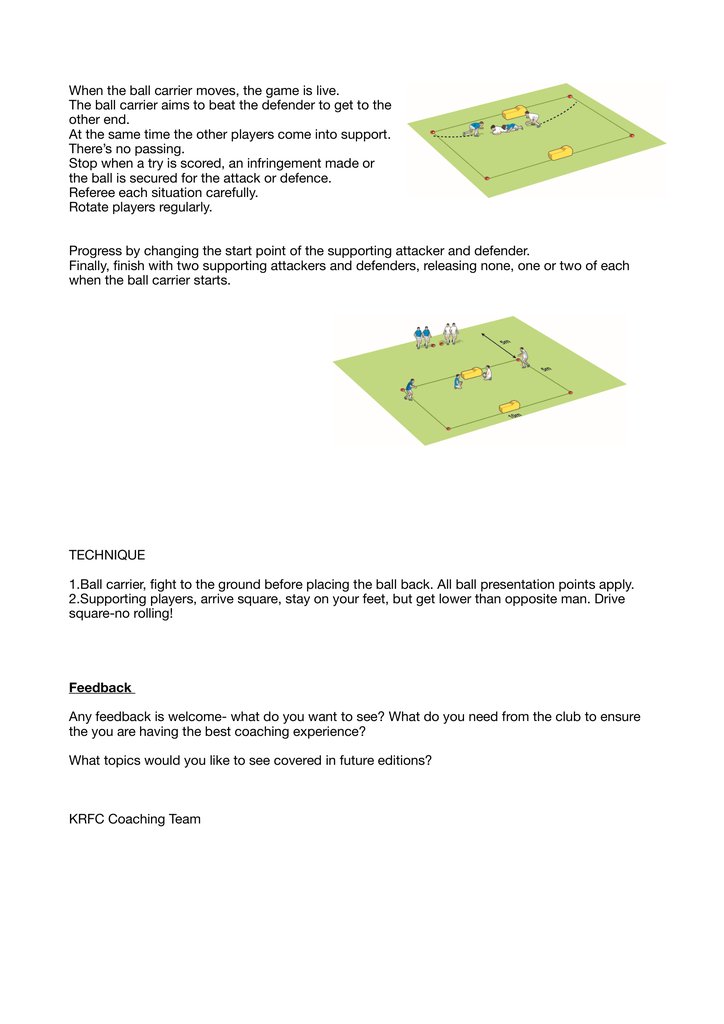 When the ball carrier moves, the game is live.
The ball carrier aims to beat the defender to get to the
other end.
At the same time the other players come into support.
There's no passing.
Stop when a try is scored, an infringement made or
the ball is secured for the attack or defence.
Referee each situation carefully.
Rotate players regularly.
Progress by changing the start point of the supporting attacker and defender.
Finally, finish with two supporting attackers and defenders, releasing none, one or two of each
when the ball carrier starts.
5m
5m
10m
TECHNIQUE
1.Ball carrier, fight to the ground before placing the ball back. All ball presentation points apply.
2.Supporting players, arrive square, stay on your feet, but get lower than opposite man. Drive
square-no rolling!
Feedback
Any feedback is welcome- what do you want to see? What do you need from the club to ensure
the you are having the best coaching experience?
What topics would you like to see covered in future editions?
KRFC Coaching Team